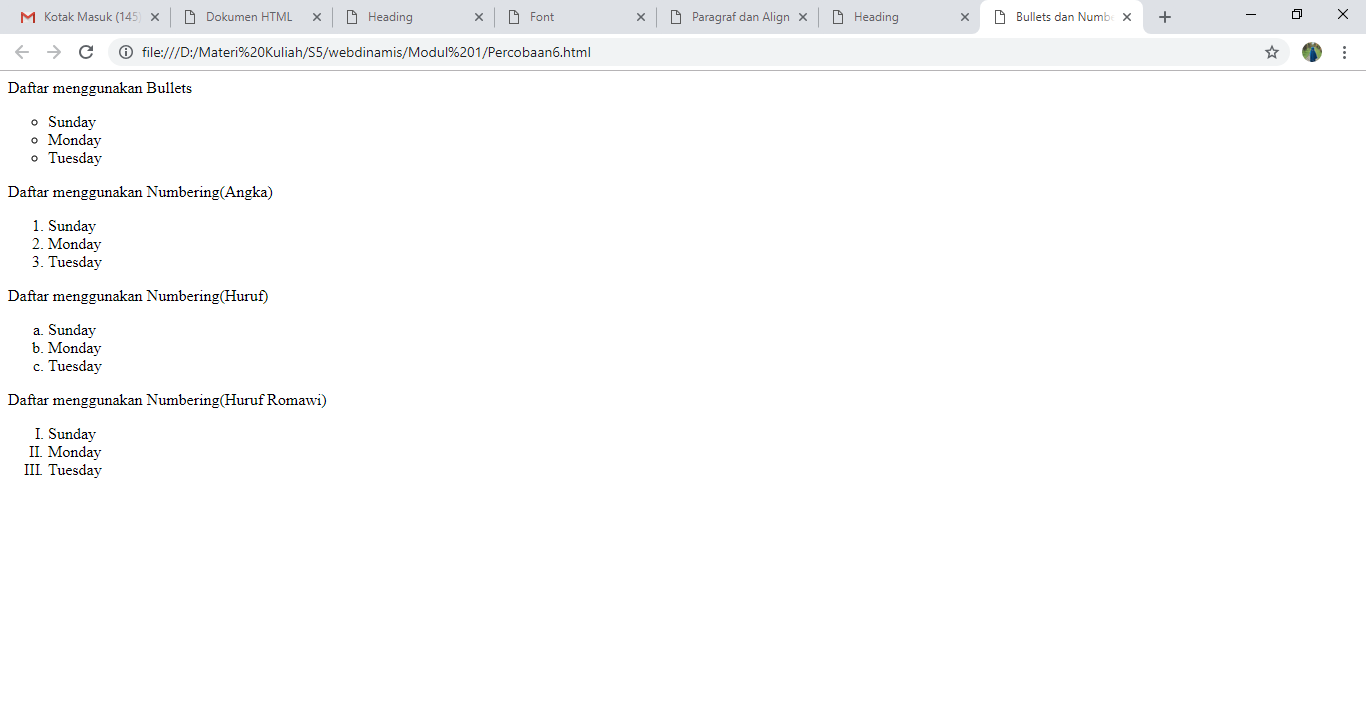 Kotak Masuk (145
Dokumen HTML
Heading
Font
Paragraf dan Align
Heading
Bullets dan Numb
file:///D:/Materi%20Kuliah/S5/webdinamis/Modul%201/Percobaan6.html
Daftar menggunakan Bullets
Sunday
Monday
Tuesday
Daftar menggunakan Numbering(Angka)
1. Sunday
2. Monday
3. Tuesday
Daftar menggunakan Numbering(Huruf)
a. Sunday
b. Monday
c. Tuesday
Daftar menggunakan Numbering(Huruf Romawi)
I. Sunday
II. Monday
III. Tuesday